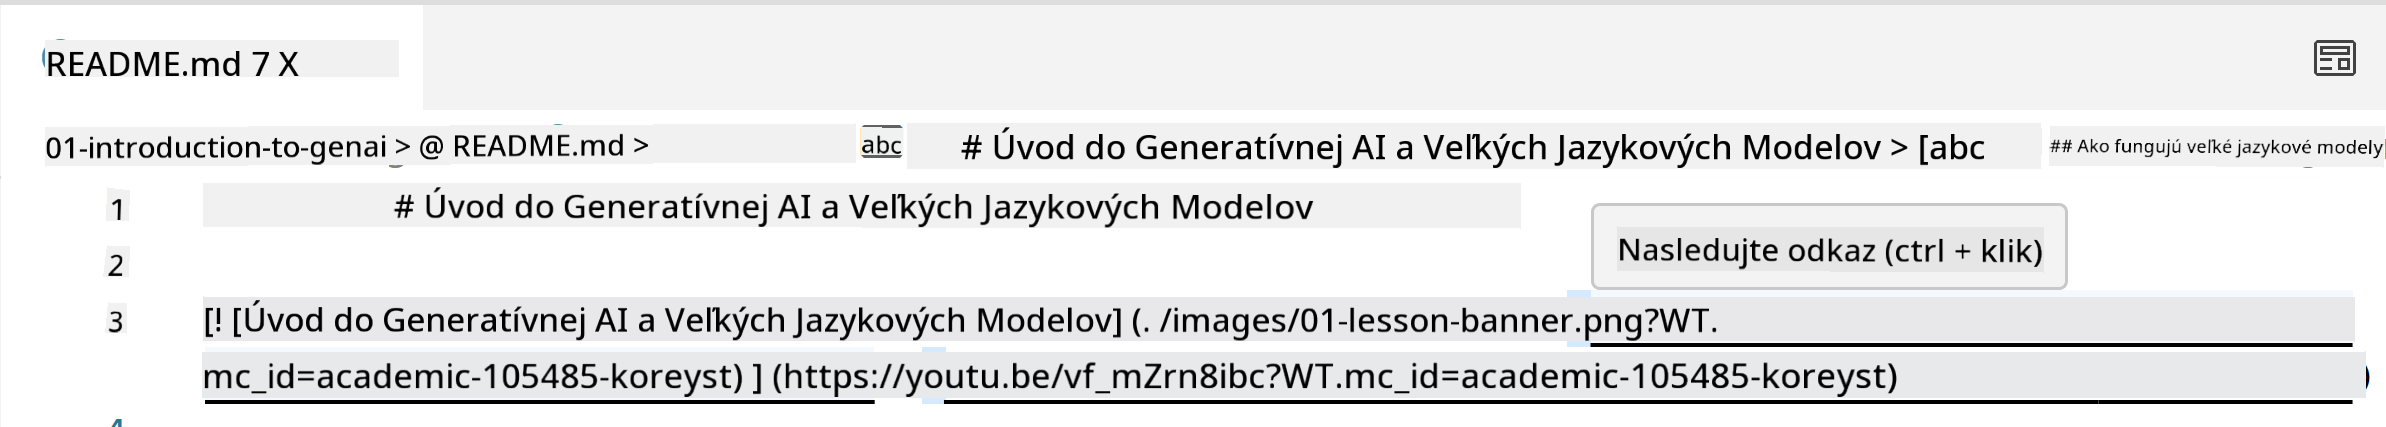 README.md 7 X
01-introduction-to-genai > @ README.md > abc # Úvod do Generatívnej AI a Veľkých Jazykových Modelov > [abc ## Ako fungujú veľké jazykové modely
1 # Úvod do Generatívnej AI a Veľkých Jazykových Modelov
Nasledujte odkaz (ctrl + klik)
2
3 [! [Úvod do Generatívnej AI a Veľkých Jazykových Modelov] (. /images/01-lesson-banner.png?WT.
mc_id=academic-105485-koreyst) ] (https://youtu.be/vf_mZrn8ibc?WT.mc_id=academic-105485-koreyst)
4